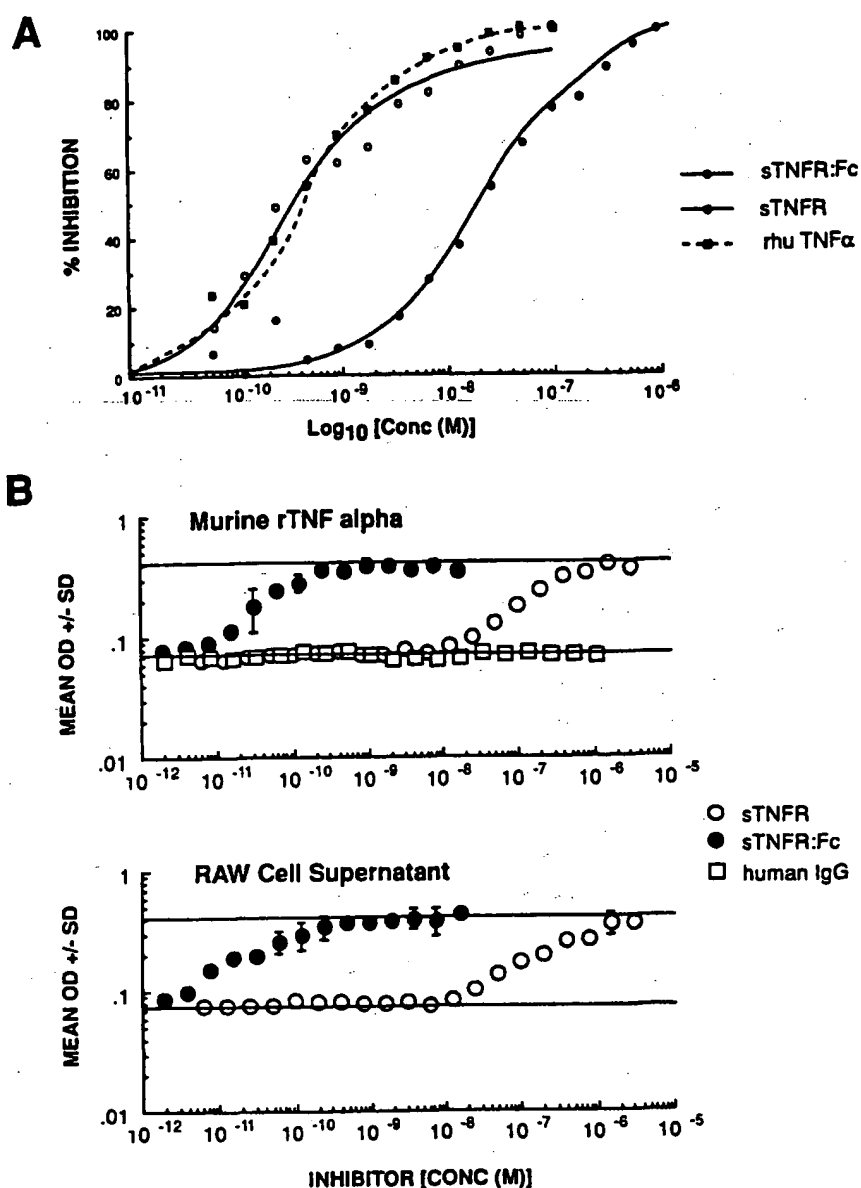 A
% INHIBITION
100
80
60
40
20
0
10 -11
10 -10
10 -9
10 -8
10 -7
10 -6
Log10 [Conc (M)]
sTNFR:Fc
sTNFR
rhu TNFα
B
Murine rTNF alpha
MEAN OD +/- SD
1
.1
.01
10 -12
10 -11
10 -10
10 -9
10 -8
10 -7
10 -6
10 -5
sTNFR
sTNFR:Fc
human IgG
RAW Cell Supernatant
MEAN OD +/- SD
1
.1
.01
10 -12
10 -11
10 -10
10 -9
10 -8
10 -7
10 -6
10 -5
INHIBITOR [CONC (M)]